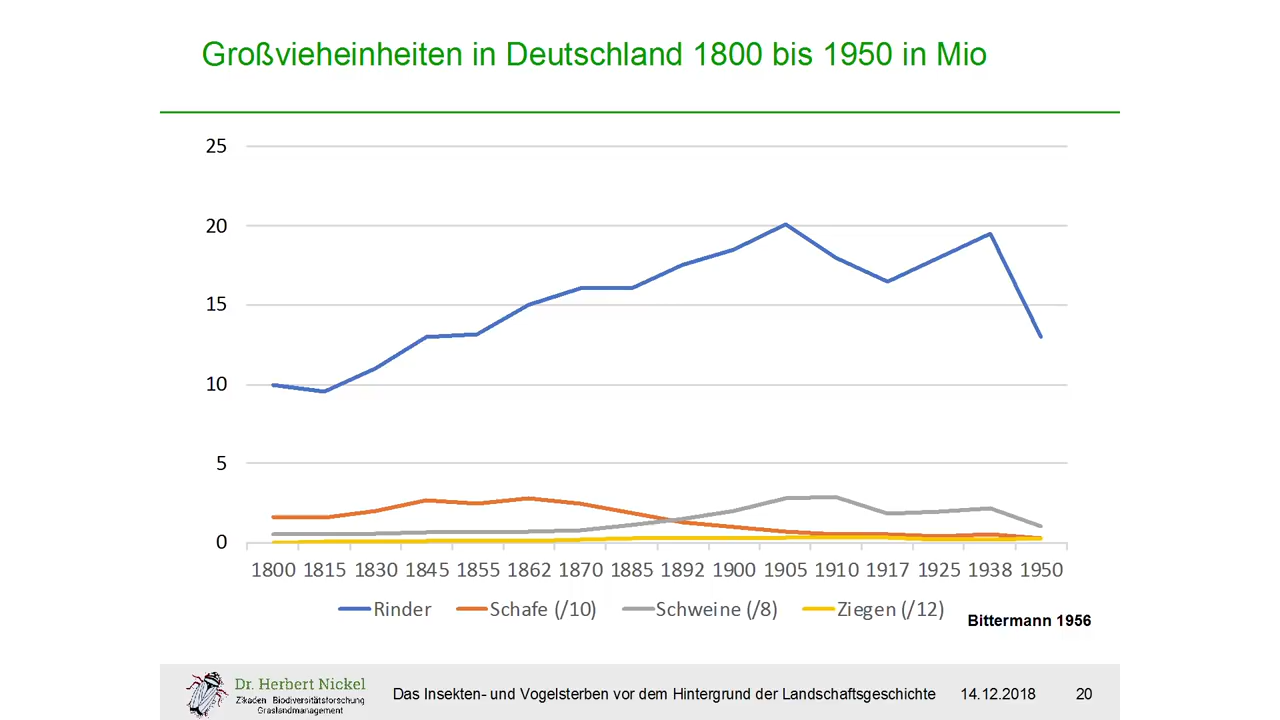 Großvieheinheiten in Deutschland 1800 bis 1950 in Mio
25
20
15
10
5
0
1800 1815 1830 1845 1855 1862 1870 1885 1892 1900 1905 1910 1917 1925 1938 1950
Rinder Schafe (/10) Schweine (/8) Ziegen (/12)
Bittermann 1956
Dr. Herbert Nickel
Zikaden Biodiversitätsforschung
Graslandmanagement
Das Insekten- und Vogelsterben vor dem Hintergrund der Landschaftsgeschichte 14.12.2018 20